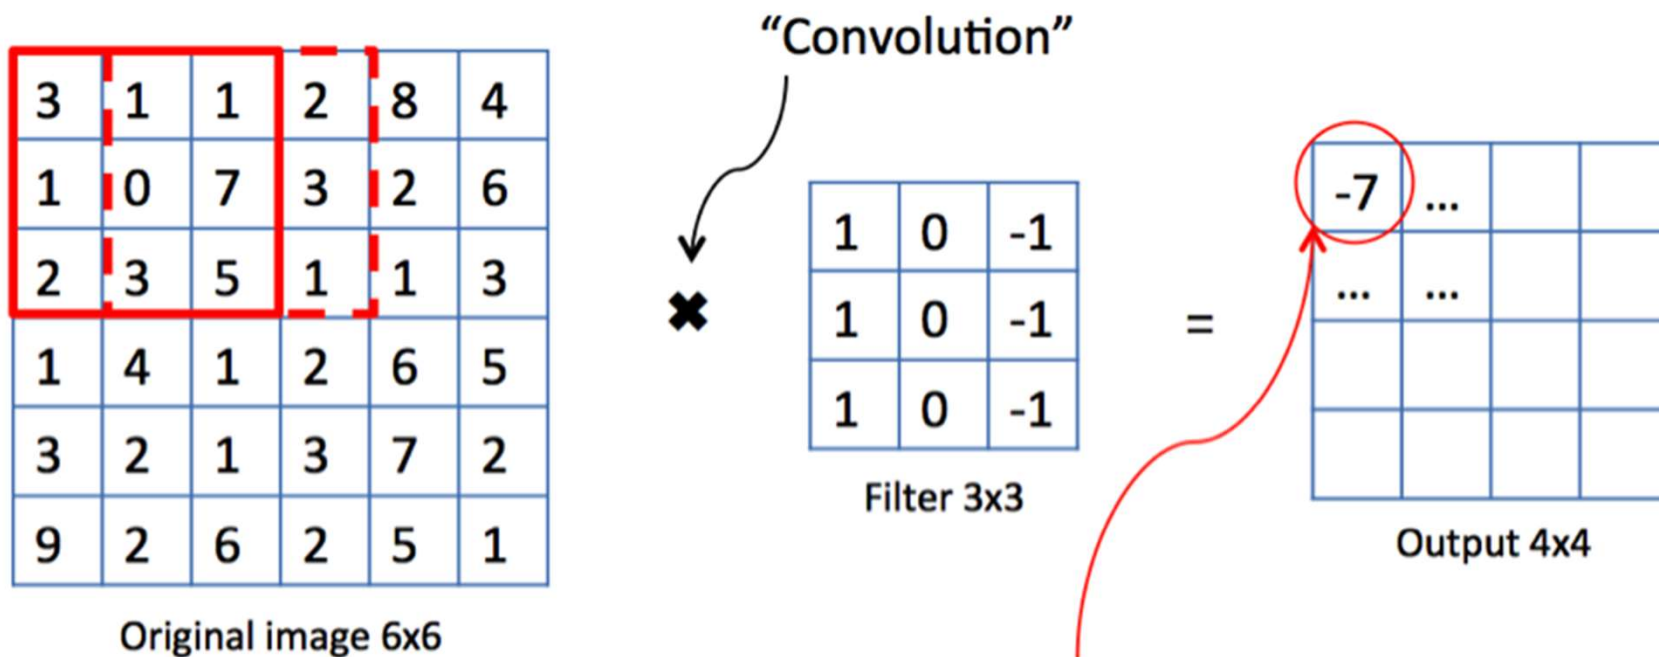 “Convolution”
3 1 1 2 8 4
1 0 7 3 2 6
2 3 5 1 1 3
1 4 1 2 6 5
3 2 1 3 7 2
9 2 6 2 5 1
Original image 6x6
✖
1 0 -1
1 0 -1
1 0 -1
Filter 3x3
=
-7 ...
... ...
Output 4x4